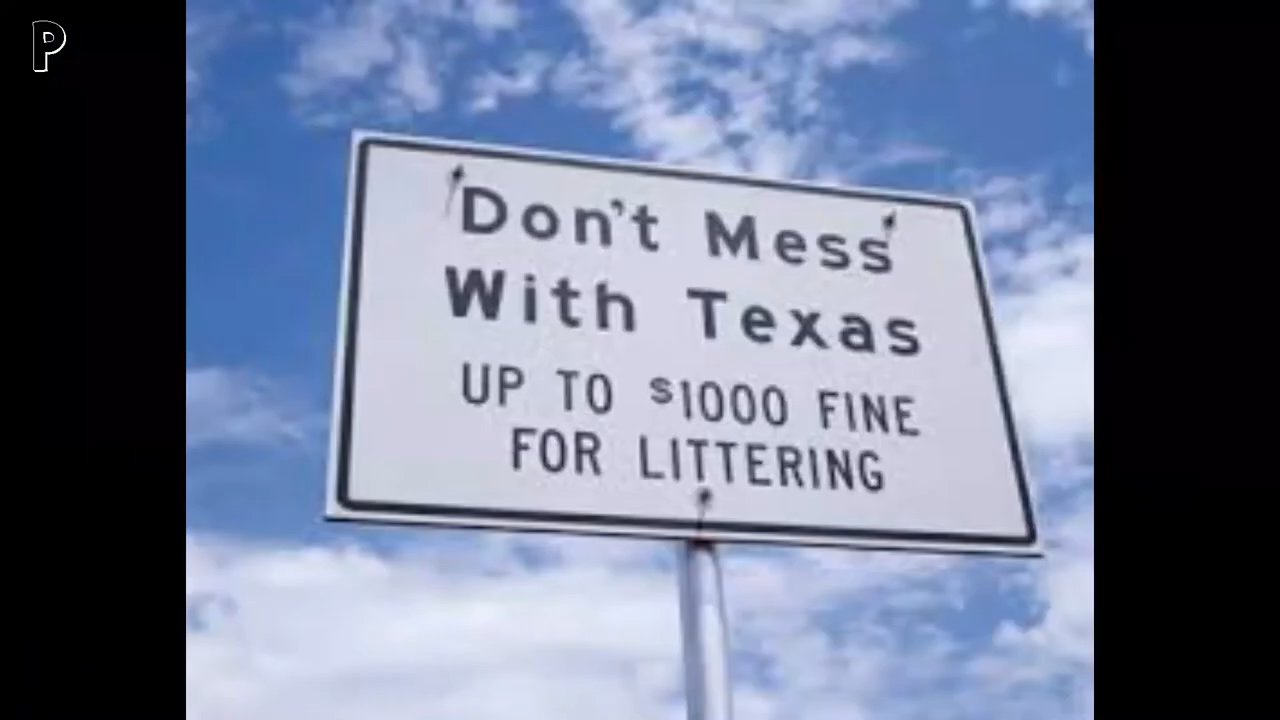 P
Don't Mess
With Texas
UP TO $1000 FINE
FOR LITTERING